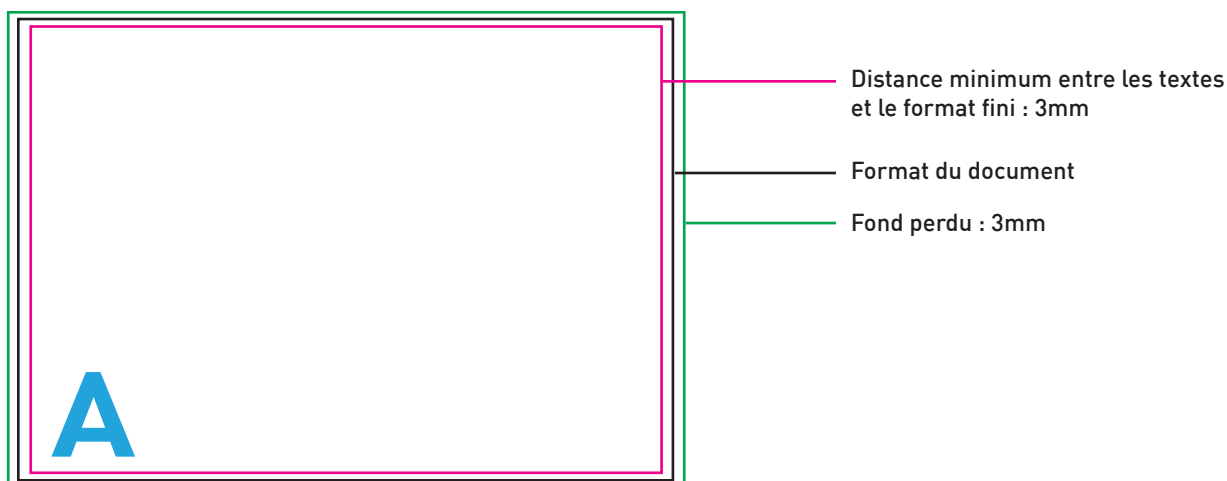 Distance minimum entre les textes
et le format fini : 3mm
Format du document
Fond perdu : 3mm
A